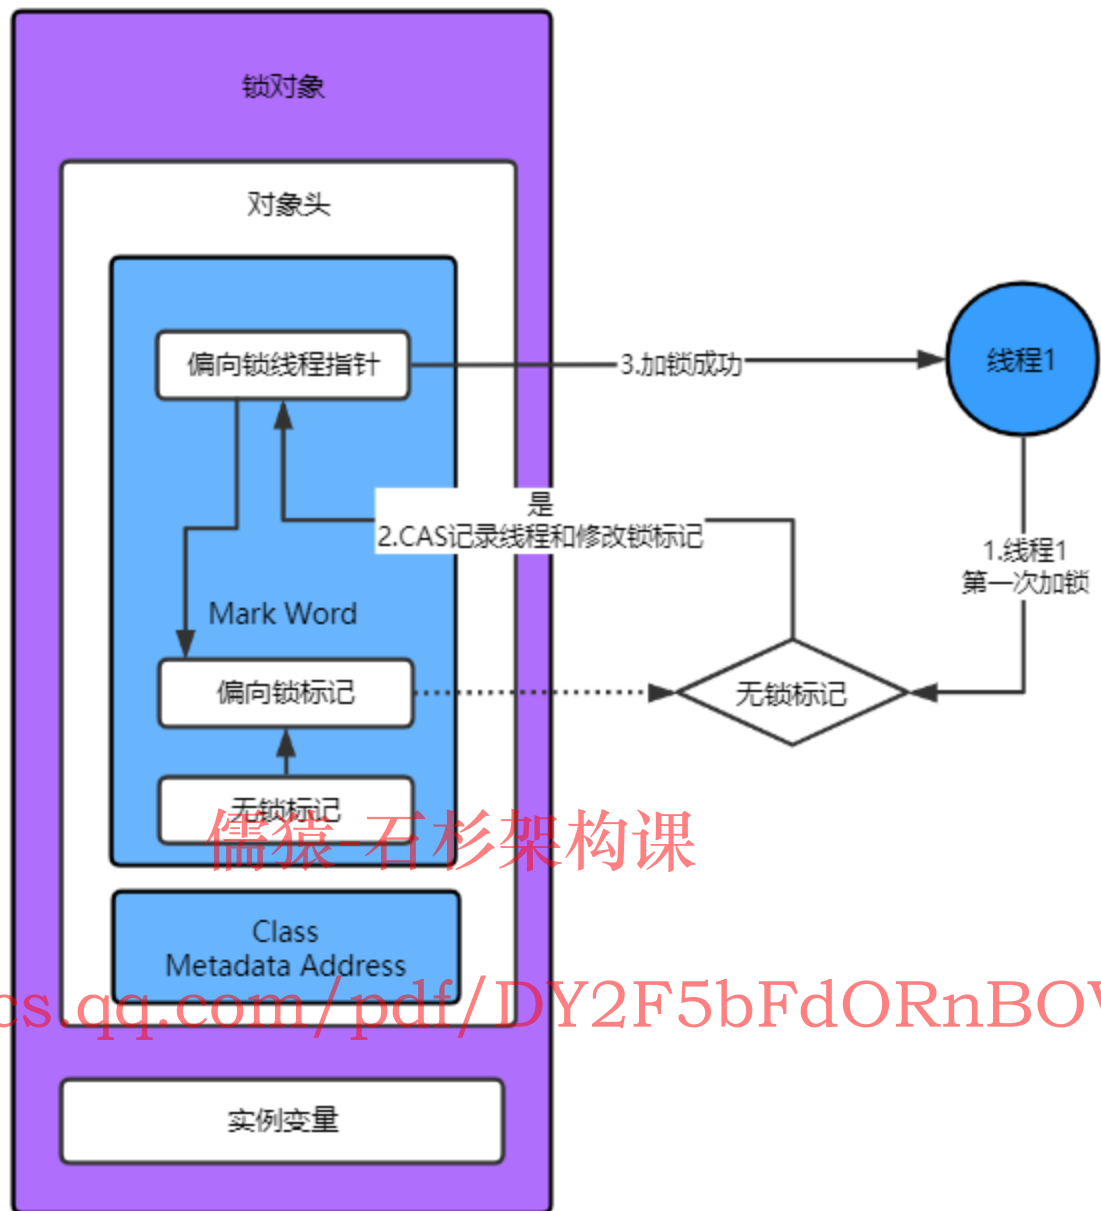 锁对象
对象头
偏向锁线程指针
3.加锁成功
线程1
是
2.CAS记录线程和修改锁标记
1.线程1
第一次加锁
Mark Word
偏向锁标记
无锁标记
无锁标记
儒猿-石杉架构课
Class
Metadata Address
cs.qq.com/pdf/DY2F5bFdORnBOV
实例变量